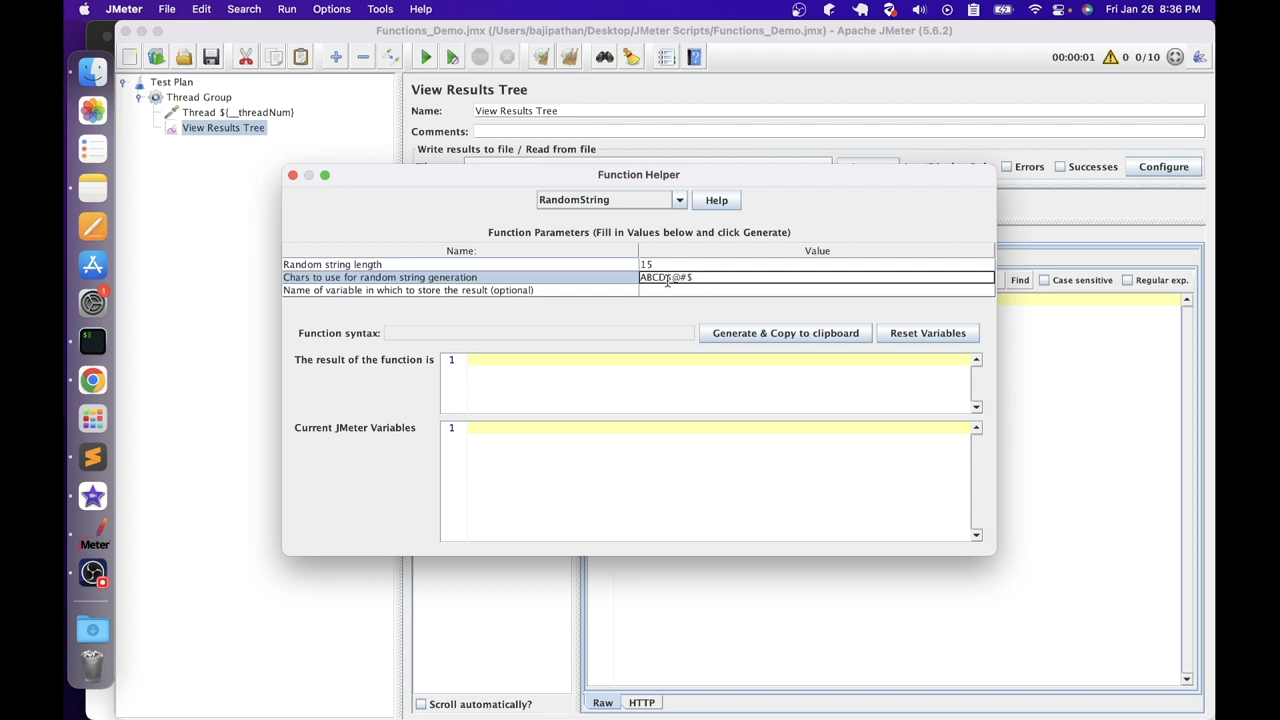 JMeter File Edit Search Run Options Tools Help Fri Jan 26 8:36 PM
Functions_Demo.jmx (/Users/bajipathan/Desktop/JMeter Scripts/Functions_Demo.jmx) - Apache JMeter (5.6.2)
00:00:01 0 0/10
Test Plan
Thread Group
Thread ${__threadNum}
View Results Tree
View Results Tree
Name: View Results Tree
Comments:
Write results to file / Read from file
Errors Successes Configure
Function Helper
RandomString Help
Function Parameters (Fill in Values below and click Generate)
Name: Value
Random string length 15
Chars to use for random string generation
Name of variable in which to store the result (optional)
Find Case sensitive Regular exp.
Function syntax: Generate & Copy to clipboard Reset Variables
The result of the function is 1
Current JMeter Variables 1
Scroll automatically?
Raw HTTP
JMeter
1